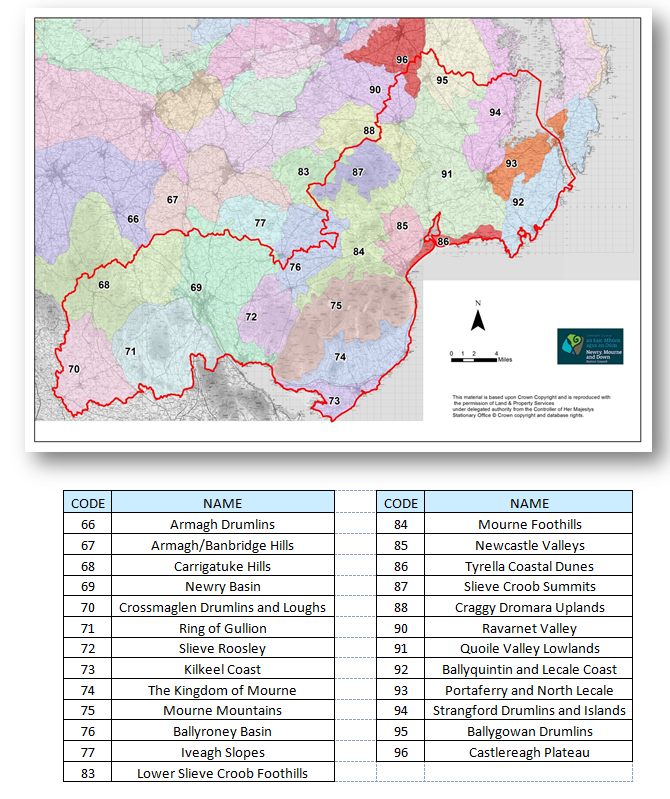 96
95
90
94
88
93
83
87
91
67
92
66
77
85
86
84
76
68
69
75
72
71
74
70
73
N
0 1 2 4
Miles
Newry, Mourne
and Down
This material is based upon Crown Copyright and is reproduced with
the permission of Land & Property Services
under delegated authority from the Controller of Her Majestys
Stationary Office © Crown copyright and database rights.
CODE NAME CODE NAME
66 Armagh Drumlins 84 Mourne Foothills
67 Armagh/Banbridge Hills 85 Newcastle Valleys
68 Carrigatuke Hills 86 Tyrella Coastal Dunes
69 Newry Basin 87 Slieve Croob Summits
70 Crossmaglen Drumlins and Loughs 88 Craggy Dromara Uplands
71 Ring of Gullion 90 Ravarnet Valley
72 Slieve Roosley 91 Quoile Valley Lowlands
73 Kilkeel Coast 92 Ballyquintin and Lecale Coast
74 The Kingdom of Mourne 93 Portaferry and North Lecale
75 Mourne Mountains 94 Strangford Drumlins and Islands
76 Ballyroney Basin 95 Ballygowan Drumlins
77 Iveagh Slopes 96 Castlereagh Plateau
83 Lower Slieve Croob Foothills